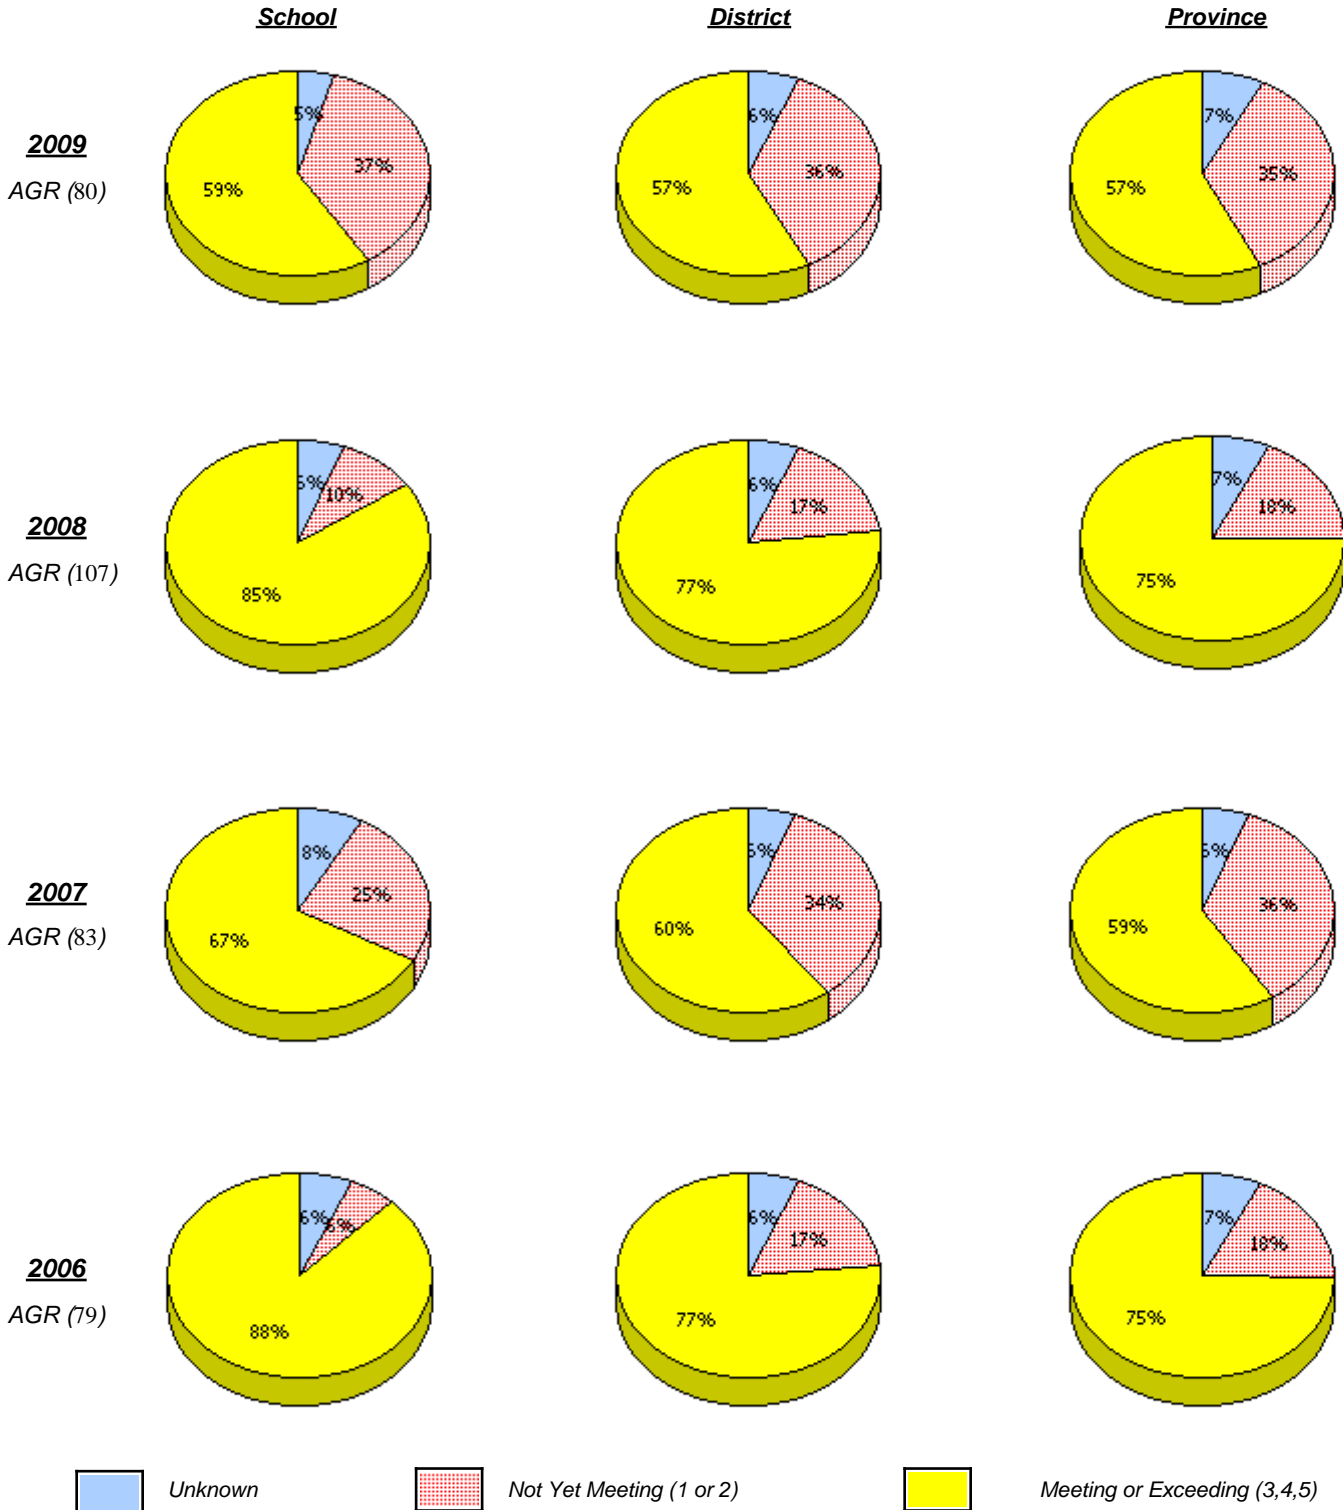 School District Province
2009
AGR (80)
5% 37% 59%
6% 36% 57%
7% 35% 57%
2008
AGR (107)
10% 85%
6% 17% 77%
7% 18% 75%
2007
AGR (83)
8% 25% 67%
34% 60%
36% 59%
2006
AGR (79)
6% 88%
6% 17% 77%
7% 18% 75%
Unknown Not Yet Meeting (1 or 2) Meeting or Exceeding (3,4,5)